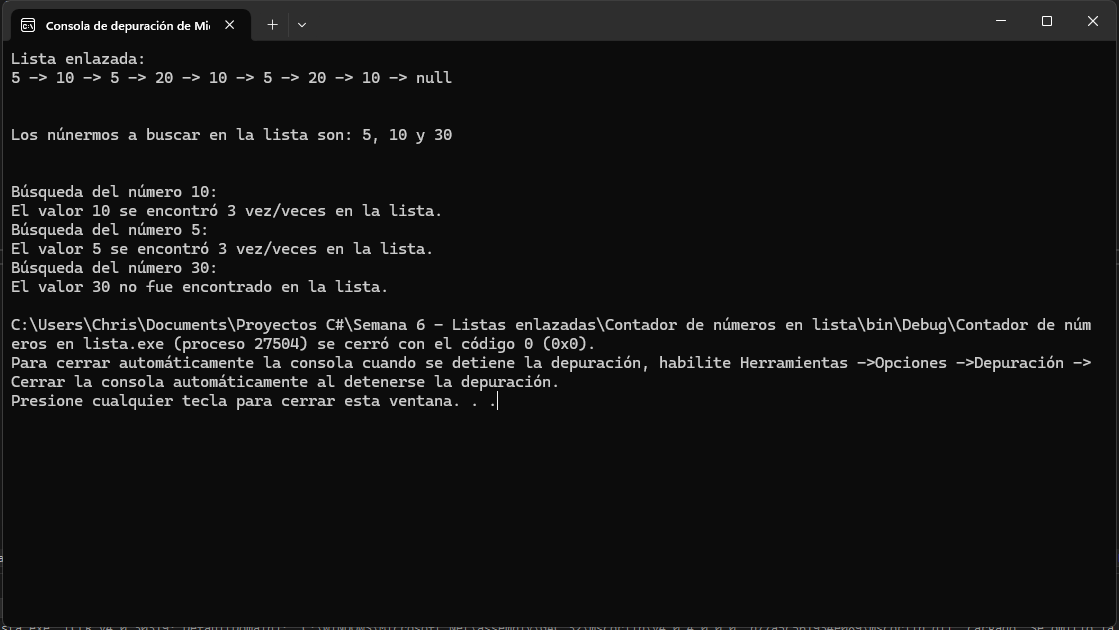 Consola de depuración de Mi
Lista enlazada:
5 -> 10 -> 5 -> 20 -> 10 -> 5 -> 20 -> 10 -> null
Los núnermos a buscar en la lista son: 5, 10 y 30
Búsqueda del número 10:
El valor 10 se encontró 3 vez/veces en la lista.
Búsqueda del número 5:
El valor 5 se encontró 3 vez/veces en la lista.
Búsqueda del número 30:
El valor 30 no fue encontrado en la lista.
C:\Users\Chris\Documents\Proyectos C#\Semana 6 - Listas enlazadas\Contador de números en lista\bin\Debug\Contador de núm
eros en lista.exe (proceso 27504) se cerró con el código 0 (0x0).
Para cerrar automáticamente la consola cuando se detiene la depuración, habilite Herramientas ->Opciones ->Depuración ->
Cerrar la consola automáticamente al detenerse la depuración.
Presione cualquier tecla para cerrar esta ventana. . .